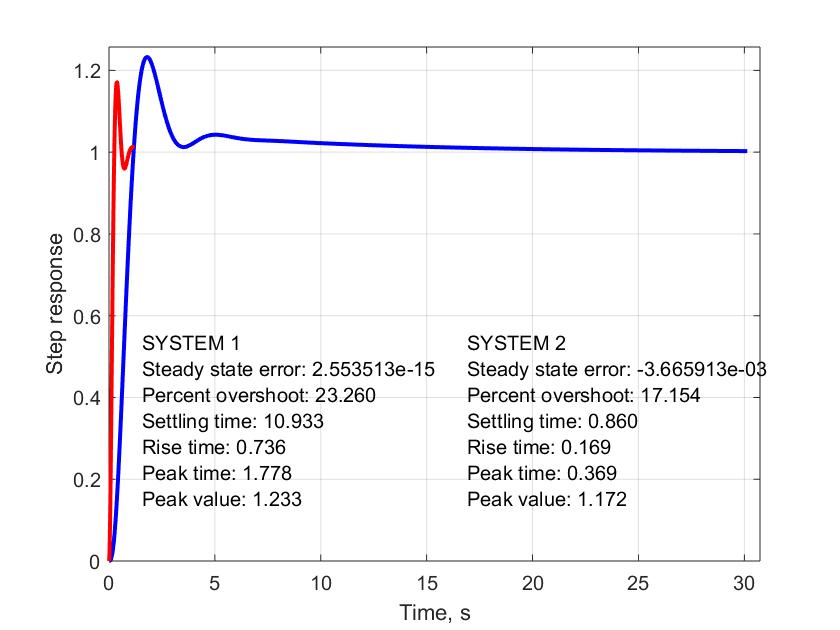 1.2
1
0.8
0.6
0.4
0.2
0
Step response
SYSTEM 1
Steady state error: 2.553513e-15
Percent overshoot: 23.260
Settling time: 10.933
Rise time: 0.736
Peak time: 1.778
Peak value: 1.233
SYSTEM 2
Steady state error: -3.665913e-03
Percent overshoot: 17.154
Settling time: 0.860
Rise time: 0.169
Peak time: 0.369
Peak value: 1.172
0 5 10 15 20 25 30
Time, s